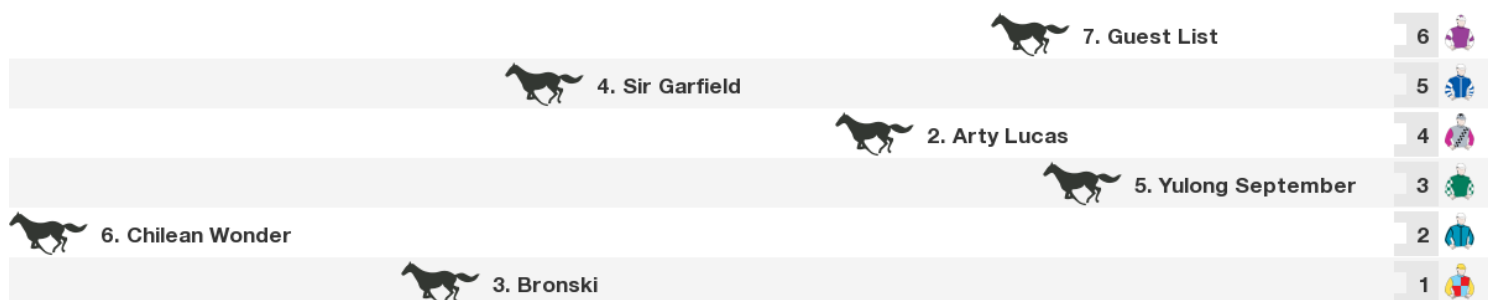 7. Guest List 6
4. Sir Garfield 5
2. Arty Lucas 4
5. Yulong September 3
6. Chilean Wonder 2
3. Bronski 1